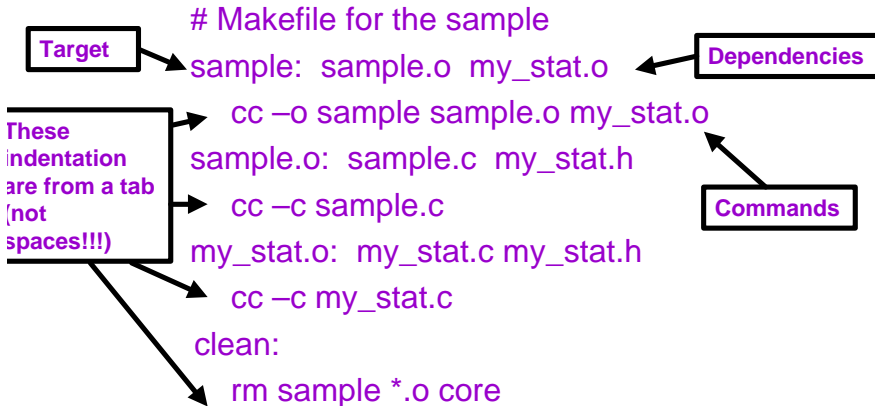 # Makefile for the sample
Target
sample: sample.o my_stat.o
Dependencies
cc –o sample sample.o my_stat.o
These
indentation
are from a tab
(not
spaces!!!)
sample.o: sample.c my_stat.h
cc –c sample.c
Commands
my_stat.o: my_stat.c my_stat.h
cc –c my_stat.c
clean:
rm sample *.o core